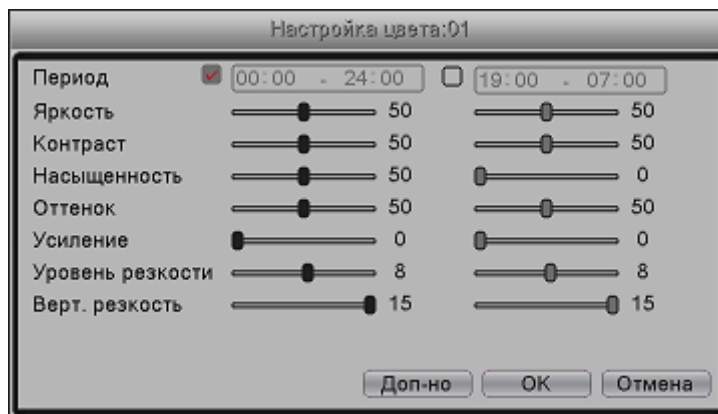 Настройка цвета:01
Период 00:00 - 24:00 19:00 - 07:00
Яркость 50 50
Контраст 50 50
Насыщенность 50 0
Оттенок 50 50
Усиление 0 0
Уровень резкости 8 8
Верт. резкость 15 15
Доп-но OK Отмена